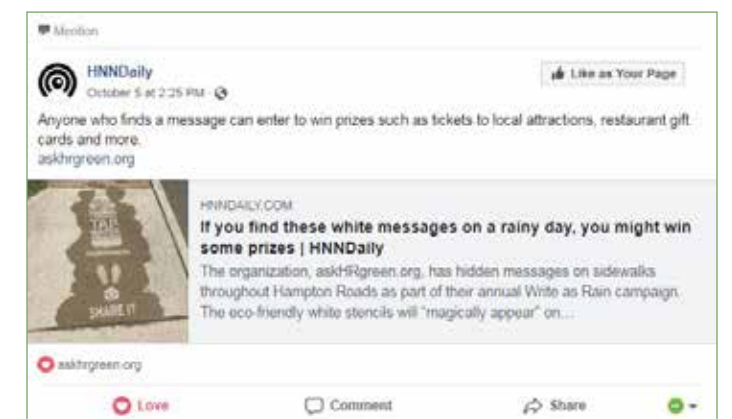 Mention
HNNDaily
October 5 at 2:25 PM
Like as Your Page
Anyone who finds a message can enter to win prizes such as tickets to local attractions, restaurant gift
cards and more.
askhrgreen.org
HNNDAILY.COM
If you find these white messages on a rainy day, you might win
some prizes | HNNDaily
The organization, askHRgreen.org, has hidden messages on sidewalks
throughout Hampton Roads as part of their annual Write as Rain campaign.
The eco-friendly white stencils will "magically appear" on...
TAP
SHARE IT
askhrgreen.org
Love
Comment
Share